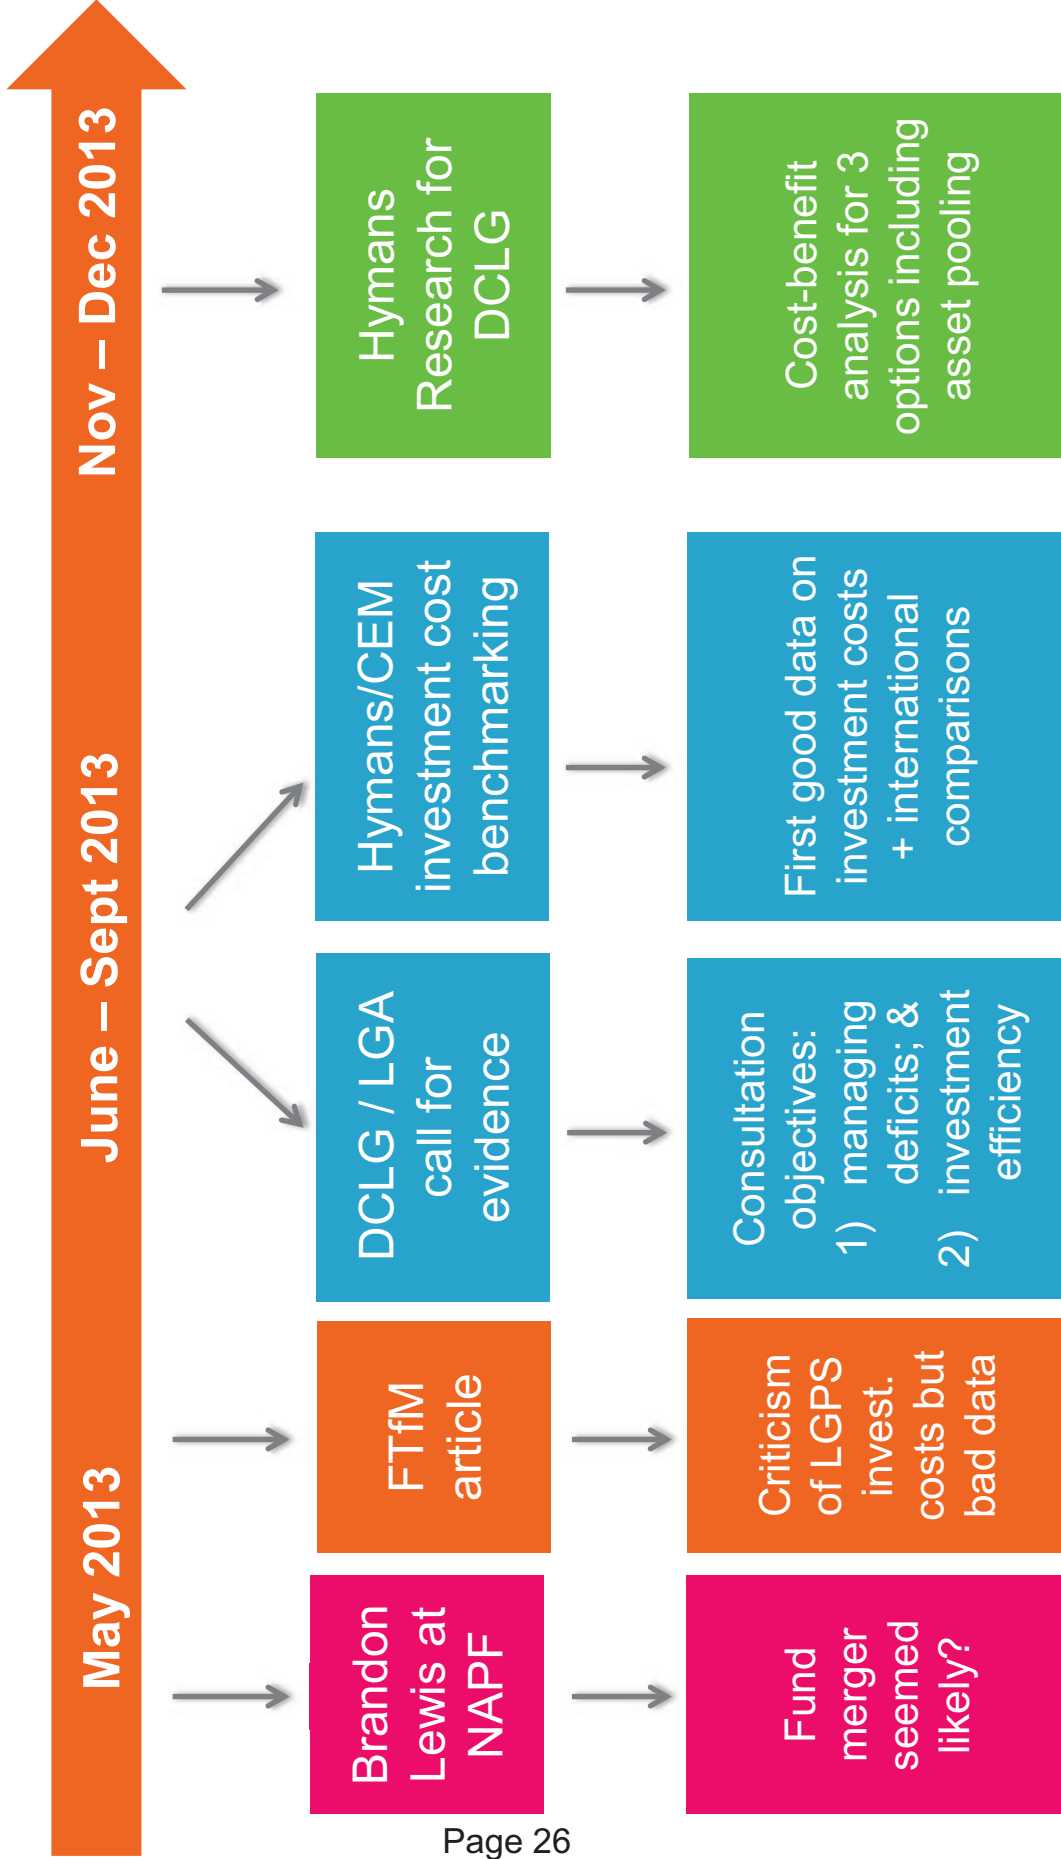 May 2013
June – Sept 2013
Nov – Dec 2013
Brandon
Lewis at
NAPF
FTfM
article
DCLG / LGA
call for
evidence
Hymans/CEM
investment cost
benchmarking
Hymans
Research for
DCLG
Fund
merger
seemed
likely?
Criticism
of LGPS
invest.
costs but
bad data
Consultation
objectives:
1) managing
deficits; &
2) investment
efficiency
First good data on
investment costs
+ international
comparisons
Cost-benefit
analysis for 3
options including
asset pooling
Page 26